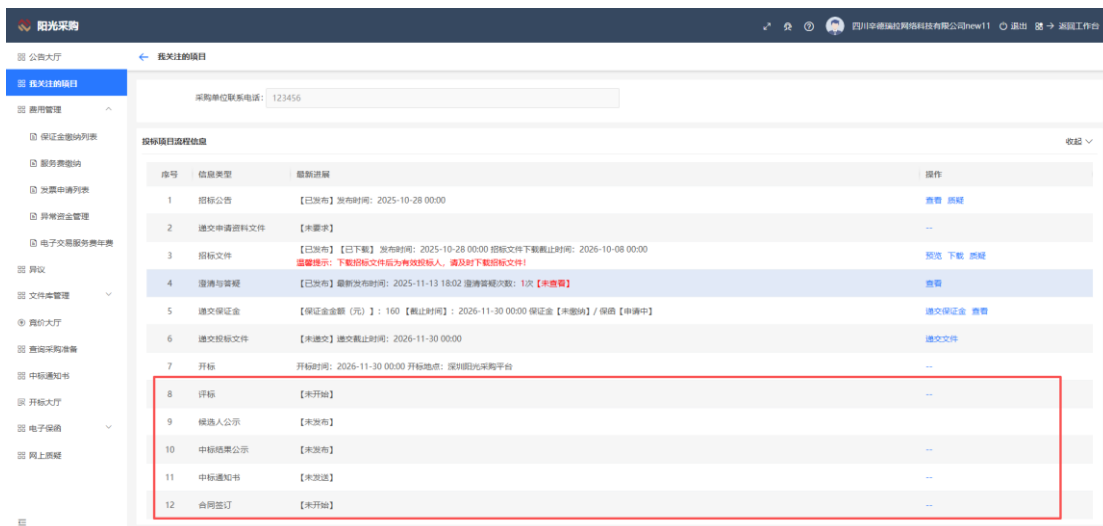 阳光采购
四川辛德瑞拉网络科技有限公司new11 退出 返回工作台
公告大厅
我关注的项目
费用管理
保证金缴纳列表
服务费缴纳
发票申请列表
异常资金管理
电子交易服务费年费
异议
文件库管理
竞价大厅
查询采购准备
中标通知书
开标大厅
电子保函
网上质疑
← 我关注的项目
采购单位联系电话: 123456
投标项目流程信息 收起
序号 信息类型 最新进展 操作
1 招标公告 【已发布】发布时间: 2025-10-28 00:00 查看 质疑
2 递交申请资料文件 【未要求】 --
3 招标文件 【已发布】【已下载】 发布时间: 2025-10-28 00:00 招标文件下载截止时间: 2026-10-08 00:00 预览 下载 质疑
温馨提示: 下载招标文件后为有效投标人, 请及时下载招标文件!
4 澄清与答疑 【已发布】最新发布时间: 2025-11-13 18:02 澄清答疑次数: 1次【未查看】 查看
5 递交保证金 【保证金金额（元）】: 160 【截止时间】: 2026-11-30 00:00 保证金【未缴纳】/ 保函【申请中】 递交保证金 查看
6 递交投标文件 【未递交】递交截止时间: 2026-11-30 00:00 递交文件
7 开标 开标时间: 2026-11-30 00:00 开标地点: 深圳阳光采购平台 --
8 评标 【未开始】 --
9 候选人公示 【未发布】
10 中标结果公示 【未发布】 --
11 中标通知书 【未发送】 --
12 合同签订 【未开始】 --